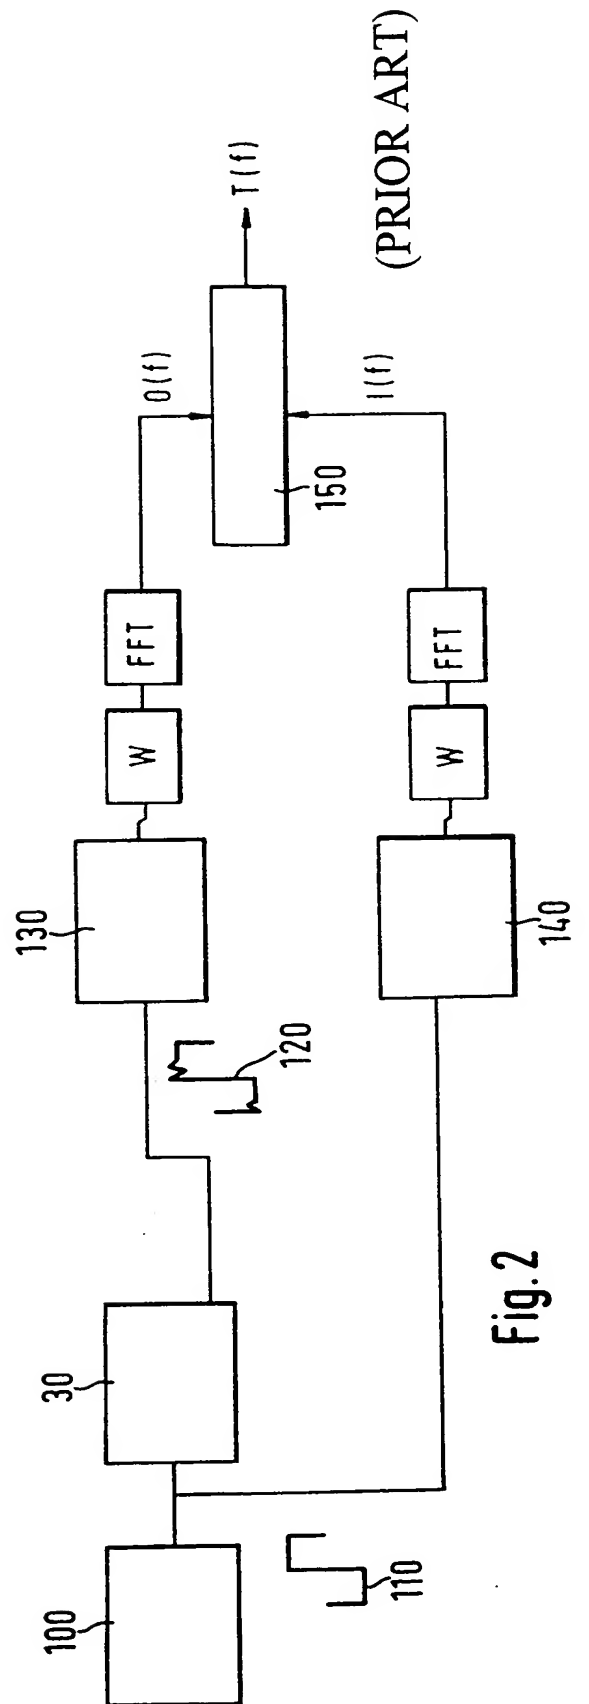 100
110
30
120
130
140
W
FFT
W
FFT
O(f)
I(f)
150
T(f)
Fig. 2
(PRIOR ART)